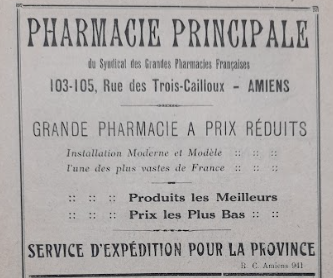 PHARMACIE PRINCIPALE
du Syndicat des Grandes Pharmacies Françaises
103-105, Rue des Trois-Cailloux - AMIENS
GRANDE PHARMACIE A PRIX RÉDUITS
Installation Moderne et Modèle :: :: ::
l'une des plus vastes de France :: :: ::
:: :: :: Produits les Meilleurs
:: :: :: Prix les Plus Bas :: ::
SERVICE D'EXPÉDITION POUR LA PROVINCE
R. C. Amiens 941